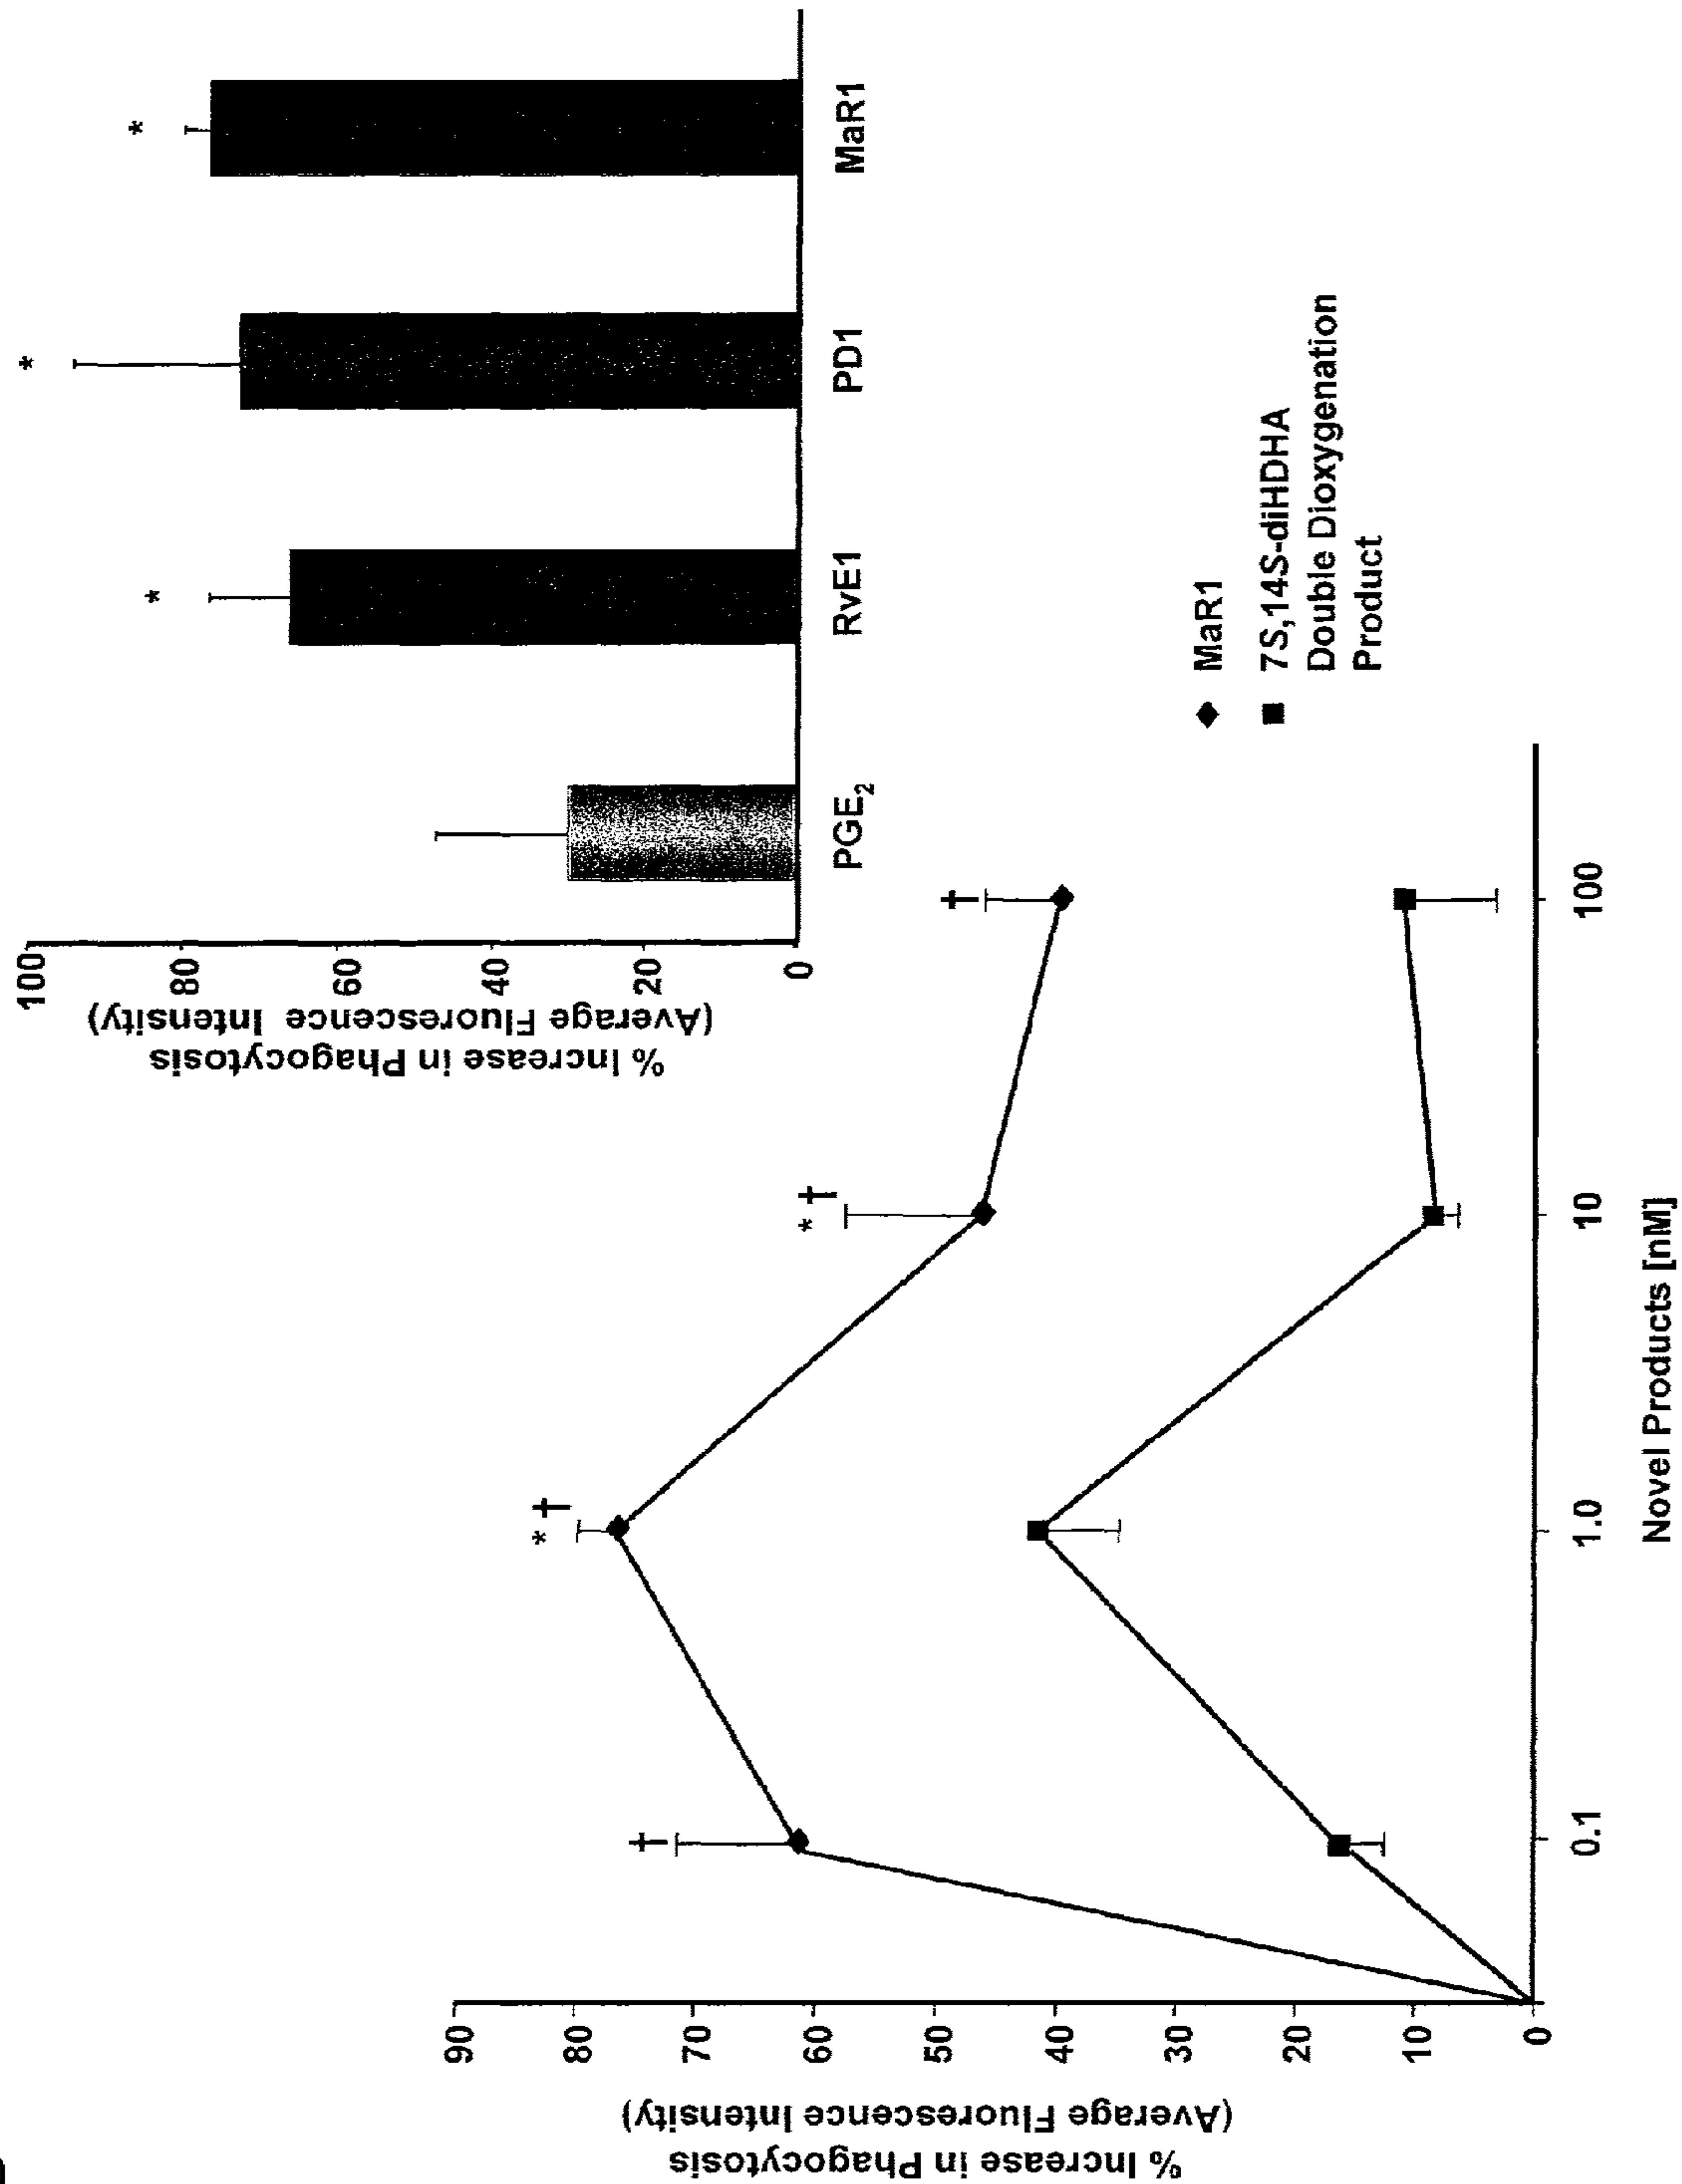 % Increase in Phagocytosis
(Average Fluorescence Intensity)
100
80
60
40
20
0
*
*
*
PGE2
RvE1
PD1
MaR1
% Increase in Phagocytosis
(Average Fluorescence Intensity)
90
80
70
60
50
40
30
20
10
0
†
*†
*†
†
0.1
1.0
10
100
Novel Products [nM]
MaR1
7S,14S-diHDHA
Double Dioxygenation
Product